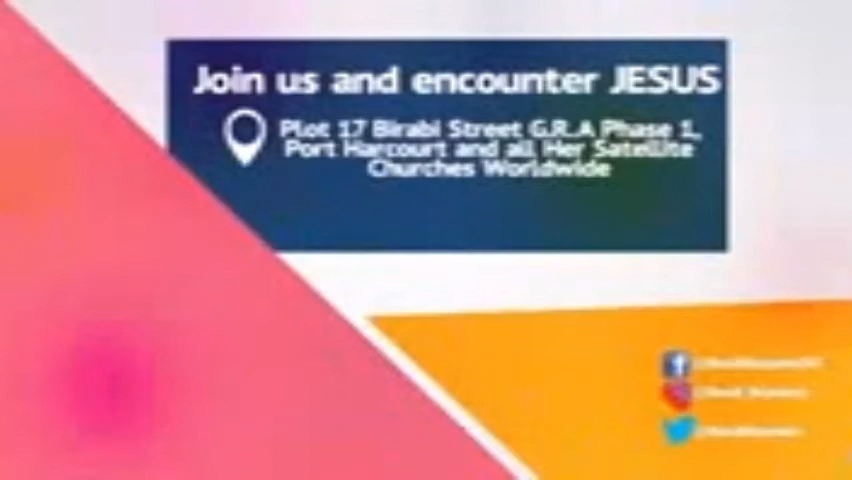 Join us and encounter JESUS
Plot 17 Birabi Street G.R.A Phase 1,
Port Harcourt and all Her Satellite
Churches Worldwide